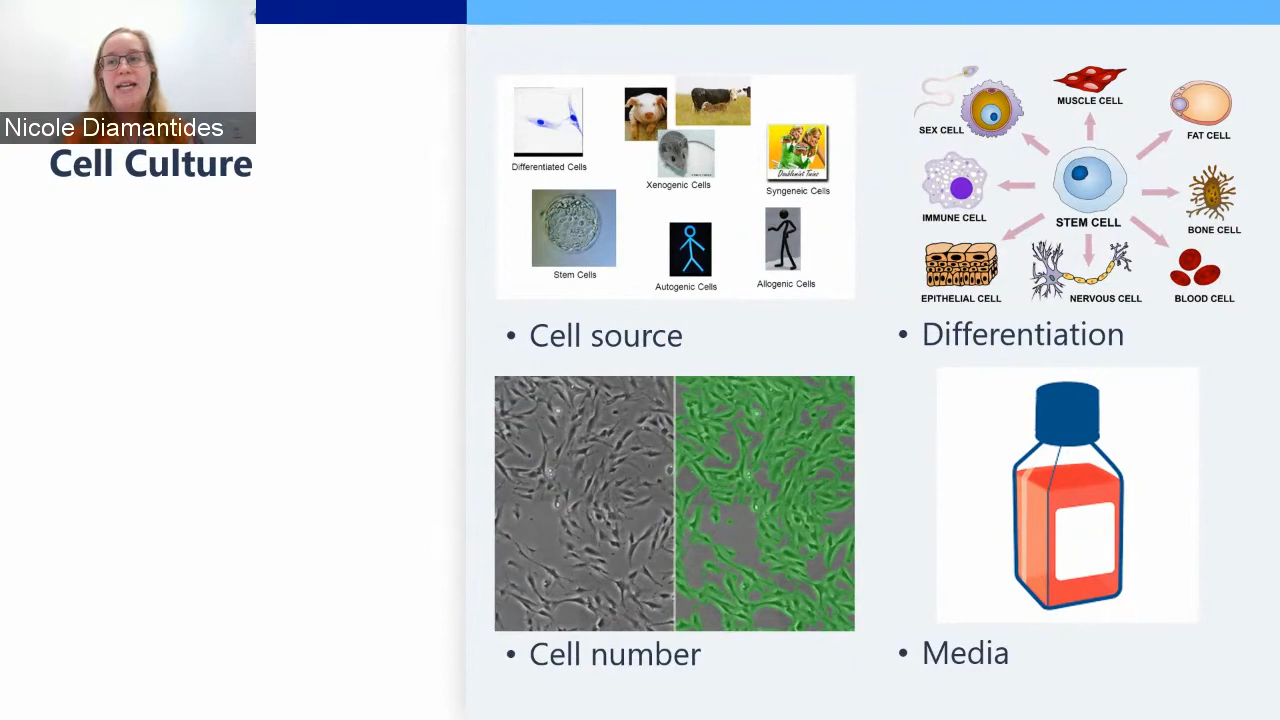 Nicole Diamantides
Cell Culture
Differentiated Cells
Xenogenic Cells
Doublemint Twins
Syngeneic Cells
Stem Cells
Autogenic Cells
Allogenic Cells
• Cell source
SEX CELL
MUSCLE CELL
FAT CELL
IMMUNE CELL
STEM CELL
BONE CELL
EPITHELIAL CELL
NERVOUS CELL
BLOOD CELL
• Differentiation
• Cell number
• Media